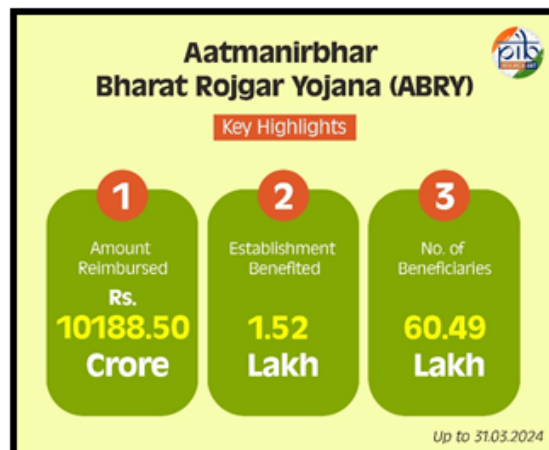 Aatmanirbhar
Bharat Rojgar Yojana (ABRY)
pib
Key Highlights
1
Amount
Reimbursed
Rs.
10188.50
Crore
2
Establishment
Benefited
1.52
Lakh
3
No. of
Beneficiaries
60.49
Lakh
Up to 31.03.2024